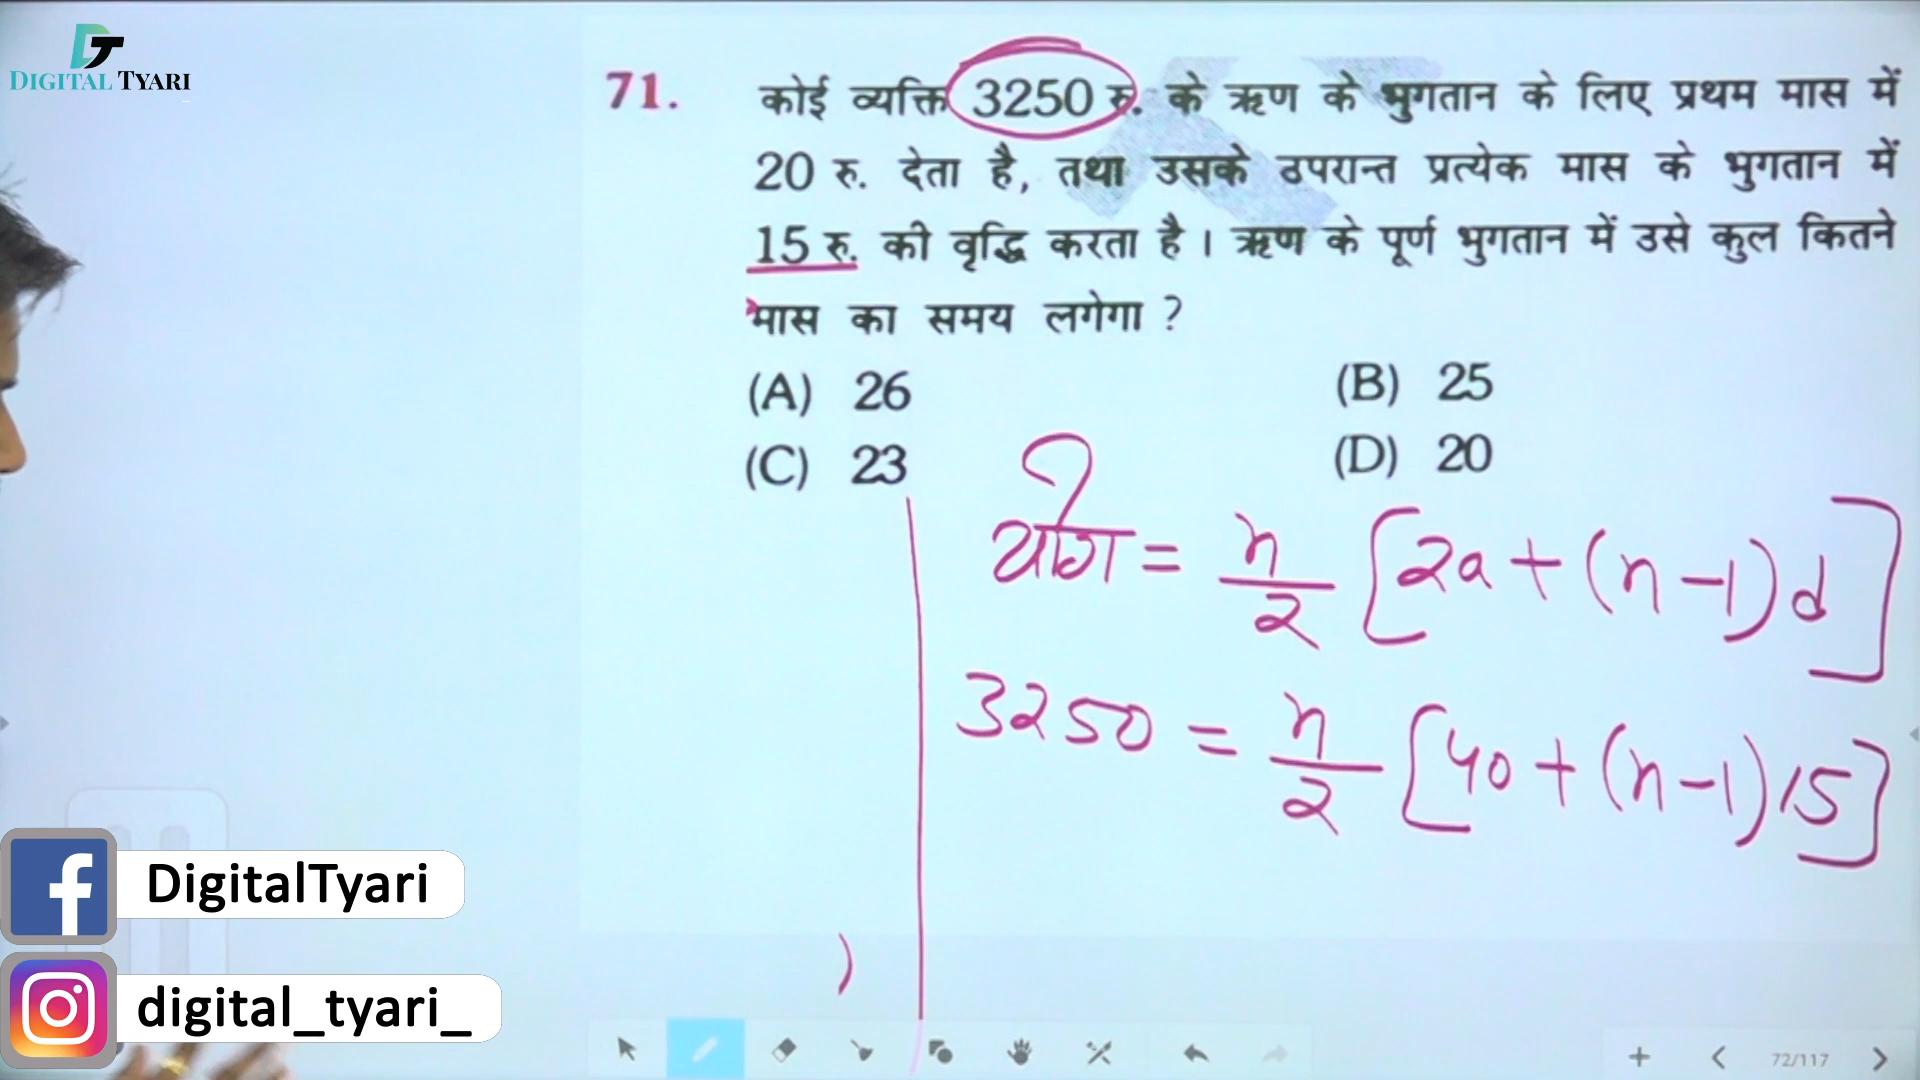 DT
DIGITAL TYARI
71. कोई व्यक्ति 3250 रु. के ऋण के भुगतान के लिए प्रथम मास में
20 रु. देता है, तथा उसके उपरान्त प्रत्येक मास के भुगतान में
15 रु. की वृद्धि करता है । ऋण के पूर्ण भुगतान में उसे कुल कितने
मास का समय लगेगा ?
(A) 26 (B) 25
(C) 23 (D) 20
योग = n/2 [2a + (n-1)d]
3250 = n/2 [40 + (n-1)15]
f DigitalTyari
digital_tyari_
72/117